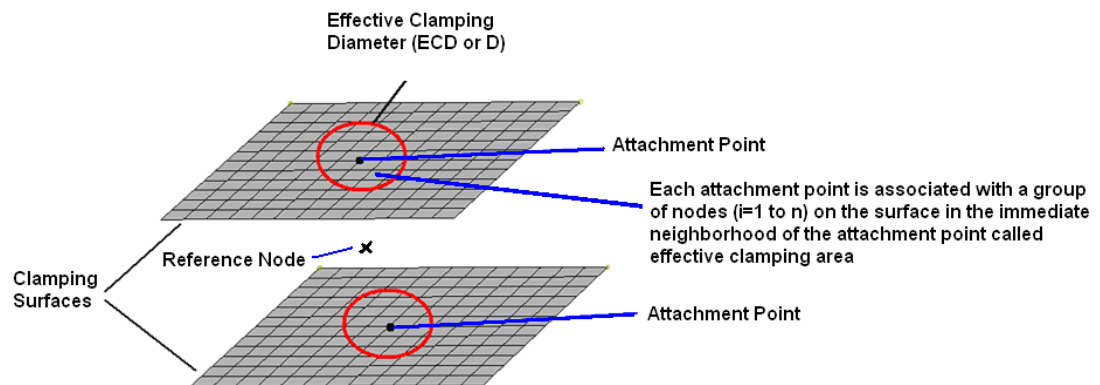 Effective Clamping
Diameter (ECD or D)
Attachment Point
Each attachment point is associated with a group
of nodes (i=1 to n) on the surface in the immediate
neighborhood of the attachment point called
effective clamping area
Reference Node
Clamping
Surfaces
Attachment Point